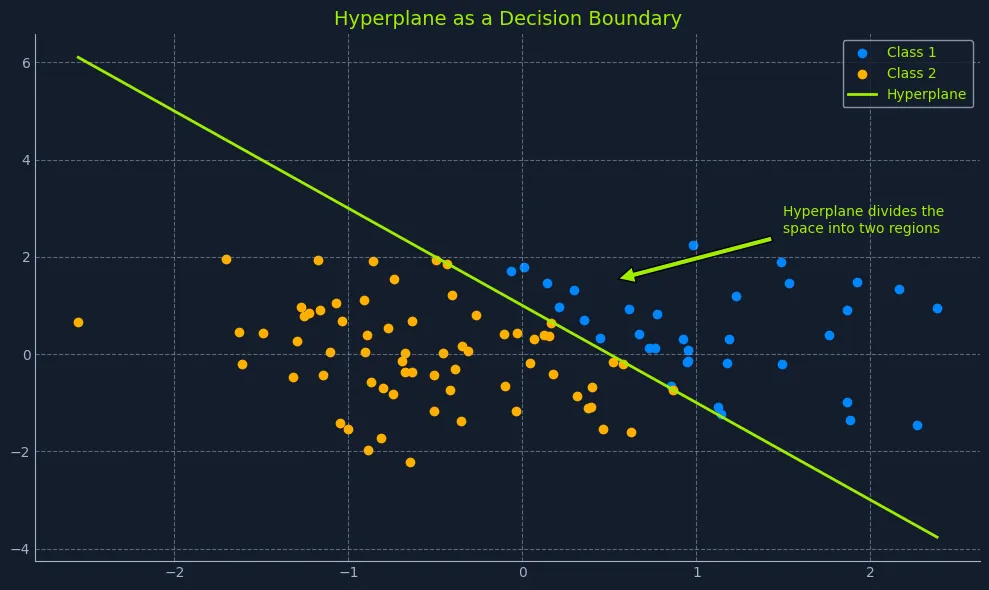 Hyperplane as a Decision Boundary
Class 1
Class 2
Hyperplane
Hyperplane divides the
space into two regions
6
4
2
0
−2
−4
−2
−1
0
1
2